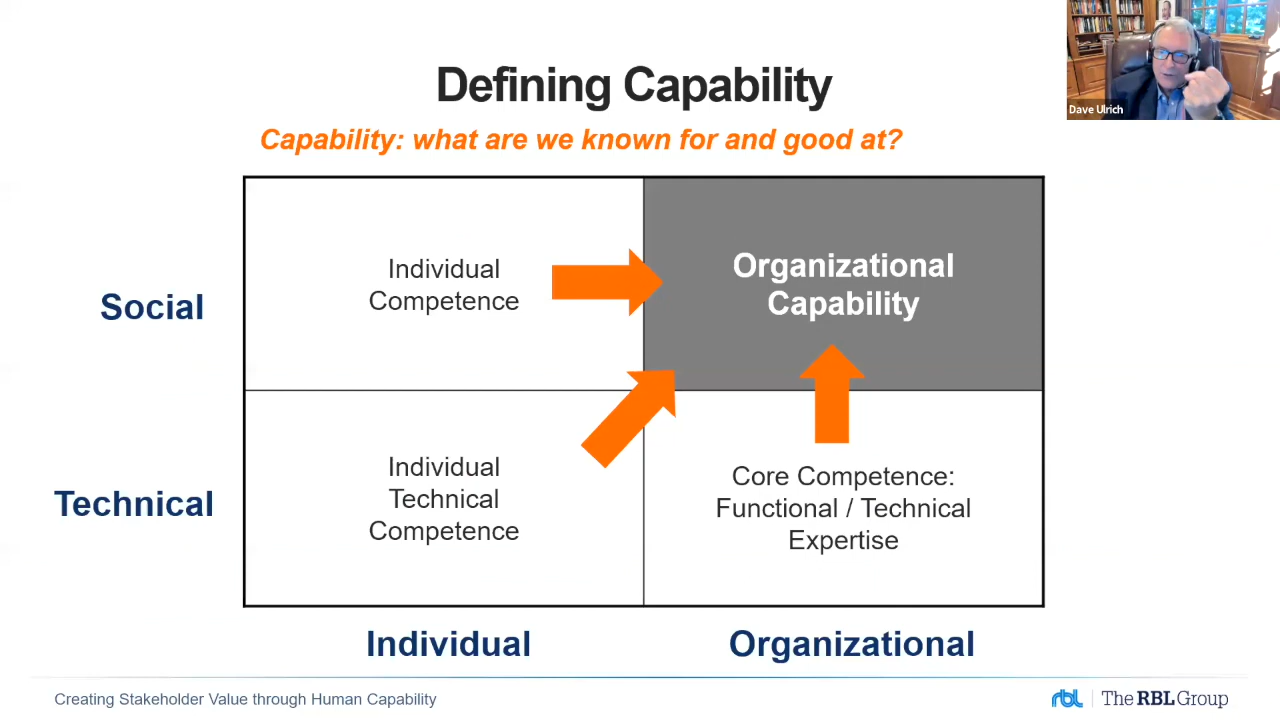 Defining Capability
Dave Ulrich
Capability: what are we known for and good at?
Social
Individual
Competence
Organizational
Capability
Technical
Individual
Technical
Competence
Core Competence:
Functional / Technical
Expertise
Individual
Organizational
Creating Stakeholder Value through Human Capability
rbl
The RBL Group